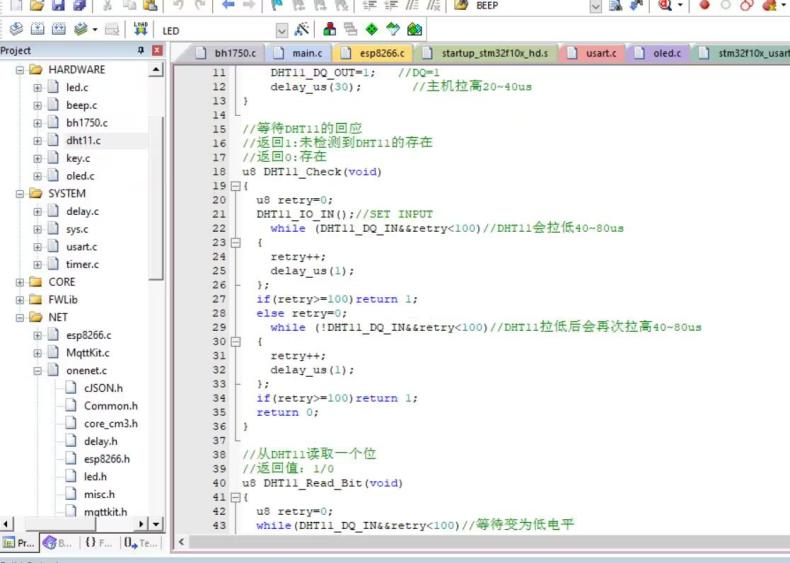 BEEP
LED
Project
bh1750.c
main.c
esp8266.c
startup_stm32f10x_hd.s
usart.c
oled.c
stm32f10x_usart
HARDWARE
led.c
beep.c
bh1750.c
dht11.c
key.c
oled.c
SYSTEM
delay.c
sys.c
usart.c
timer.c
CORE
FWLib
NET
esp8266.c
MqttKit.c
onenet.c
cJSON.h
Common.h
core_cm3.h
delay.h
esp8266.h
led.h
misc.h
mqttkit.h
Pr...
B...
{} F...
Te...
11 DHT11_DQ_OUT=1; //DQ=1
12 delay_us(30); //主机拉高20~40us
13 }
14
15 //等待DHT11的回应
16 //返回1:未检测到DHT11的存在
17 //返回0:存在
18 u8 DHT11_Check(void)
19 {
20 u8 retry=0;
21 DHT11_IO_IN();//SET INPUT
22 while (DHT11_DQ_IN&&retry<100)//DHT11会拉低40~80us
23 {
24 retry++;
25 delay_us(1);
26 };
27 if(retry>=100)return 1;
28 else retry=0;
29 while (!DHT11_DQ_IN&&retry<100)//DHT11拉低后会再次拉高40~80us
30 {
31 retry++;
32 delay_us(1);
33 };
34 if(retry>=100)return 1;
35 return 0;
36 }
37
38 //从DHT11读取一个位
39 //返回值：1/0
40 u8 DHT11_Read_Bit(void)
41 {
42 u8 retry=0;
43 while(DHT11_DQ_IN&&retry<100)//等待变为低电平